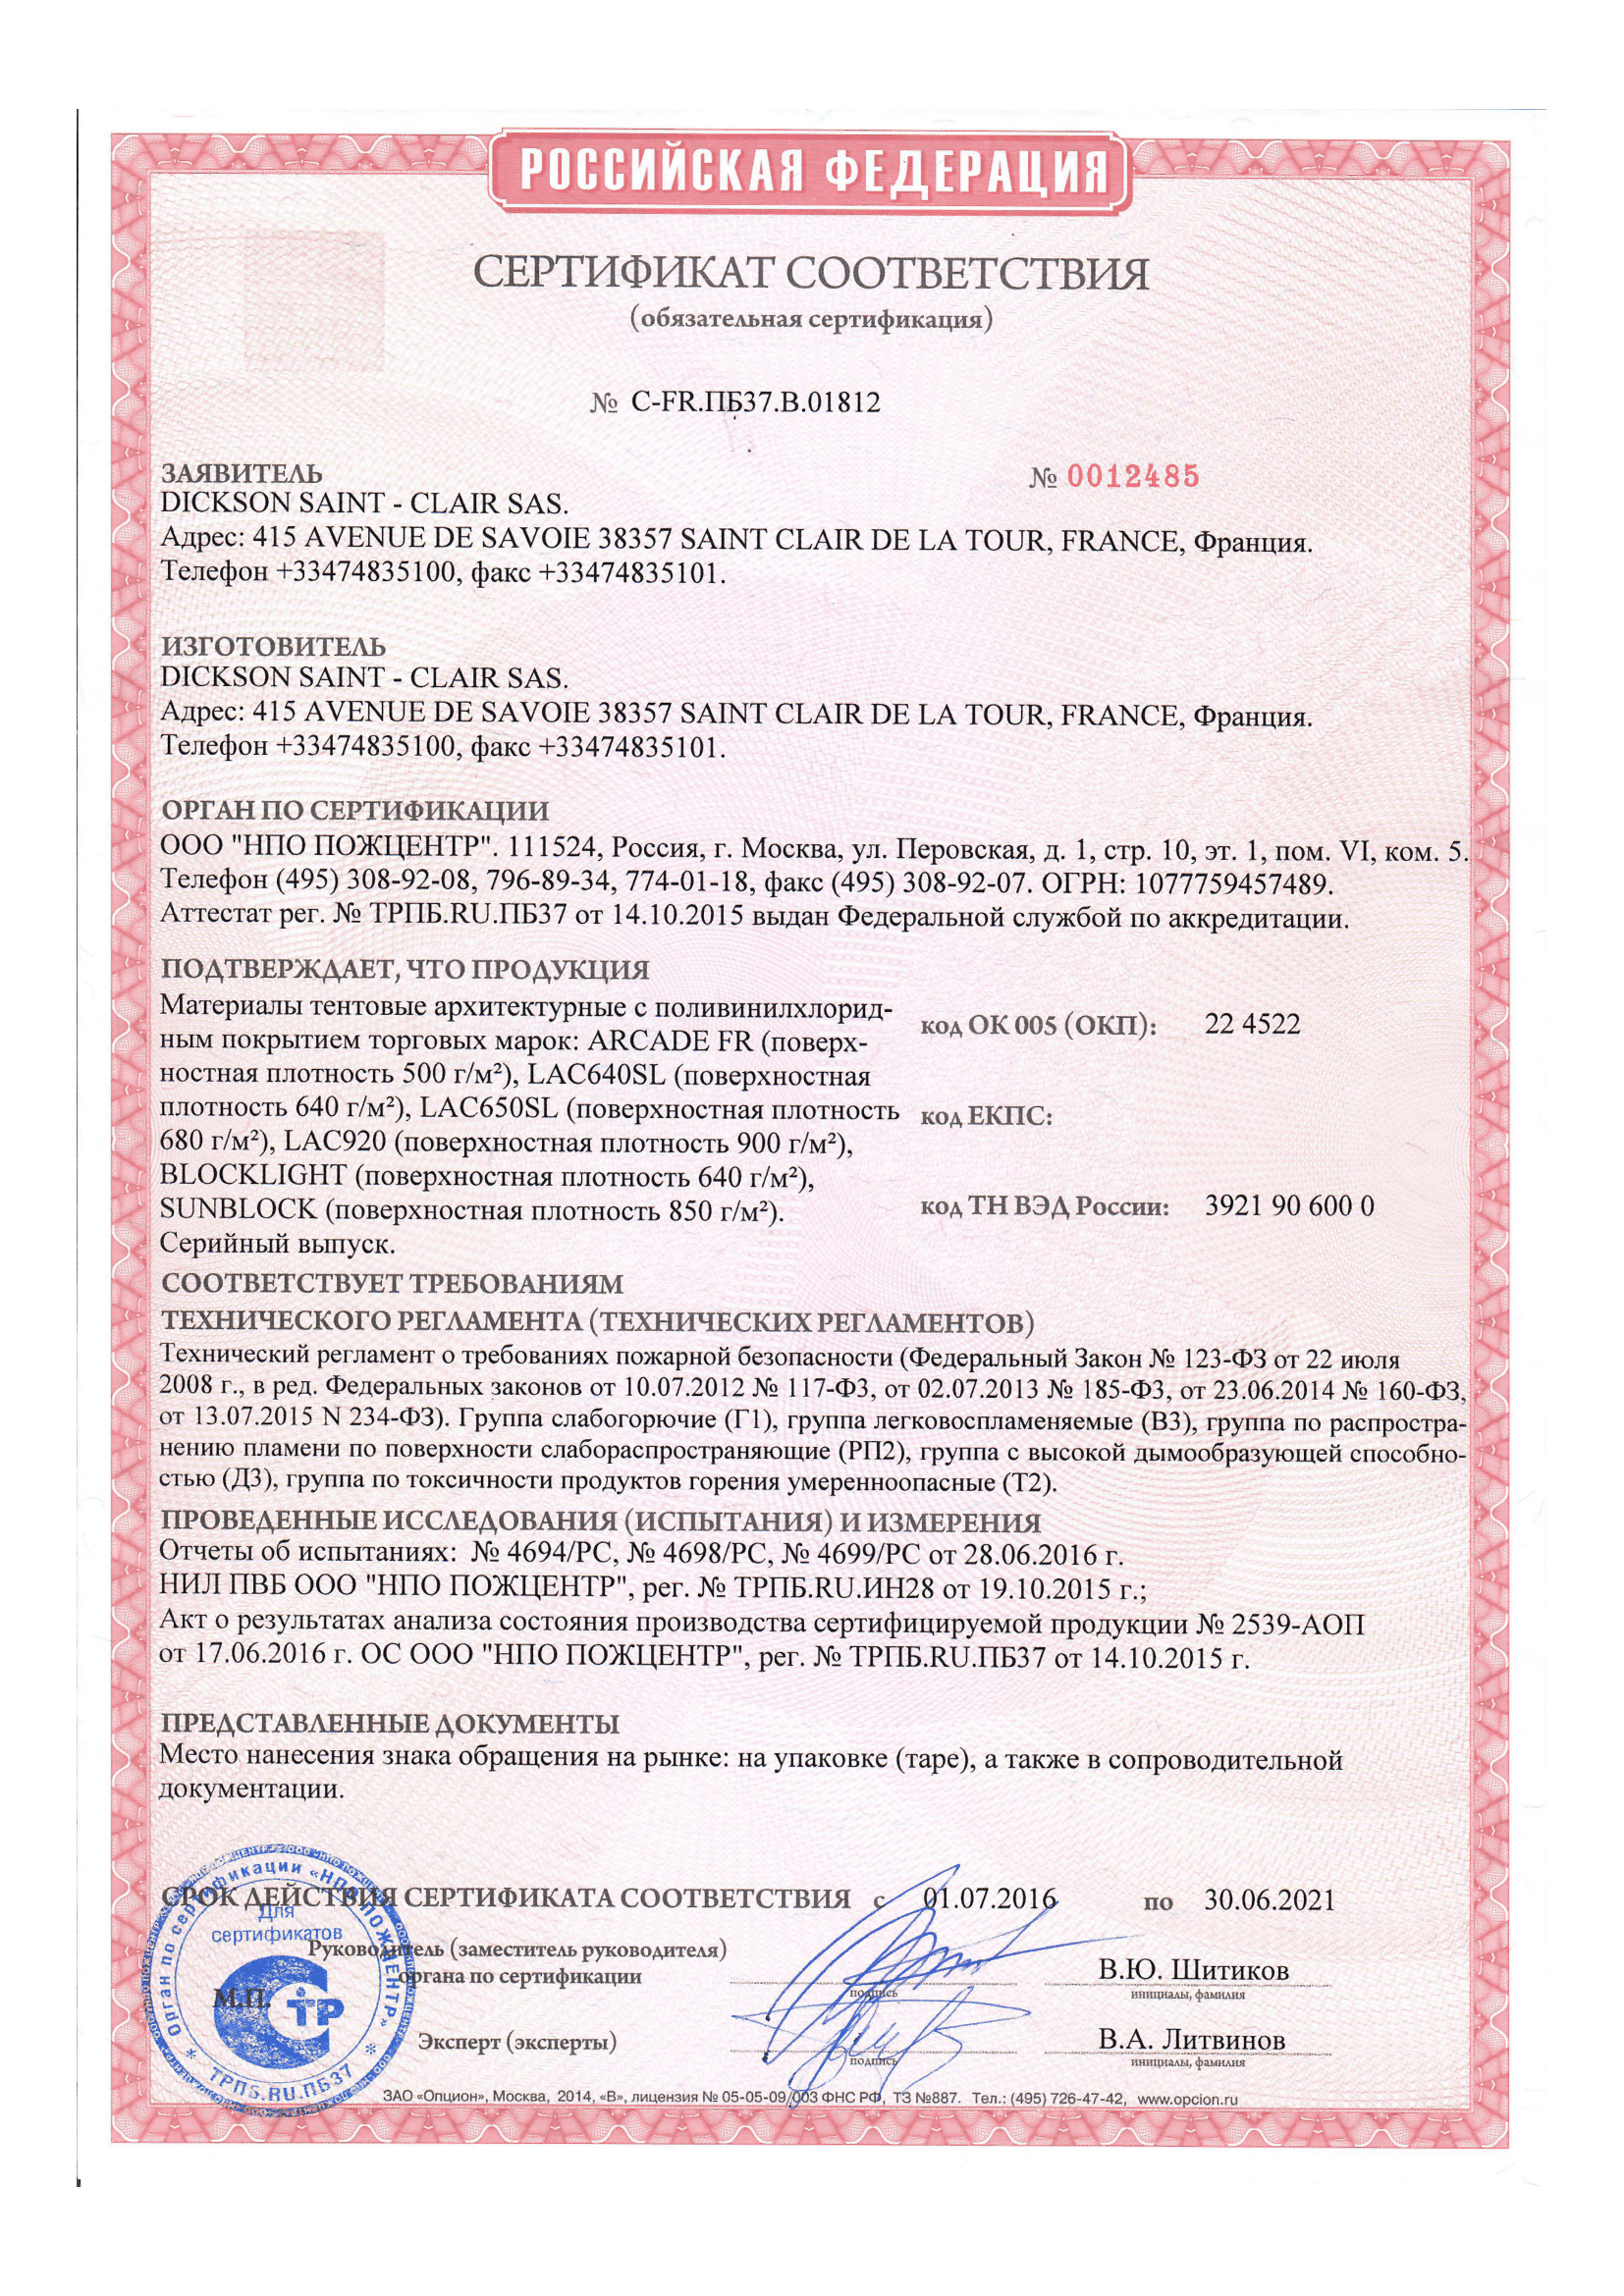 РОССИЙСКАЯ ФЕДЕРАЦИЯ
СЕРТИФИКАТ СООТВЕТСТВИЯ
(обязательная сертификация)
№ C-FR.ПБ37.В.01812
ЗАЯВИТЕЛЬ
№ 0012485
DICKSON SAINT - CLAIR SAS.
Адрес: 415 AVENUE DE SAVOIE 38357 SAINT CLAIR DE LA TOUR, FRANCE, Франция.
Телефон +33474835100, факс +33474835101.
ИЗГОТОВИТЕЛЬ
DICKSON SAINT - CLAIR SAS.
Адрес: 415 AVENUE DE SAVOIE 38357 SAINT CLAIR DE LA TOUR, FRANCE, Франция.
Телефон +33474835100, факс +33474835101.
ОРГАН ПО СЕРТИФИКАЦИИ
ООО "НПО ПОЖЦЕНТР". 111524, Россия, г. Москва, ул. Перовская, д. 1, стр. 10, эт. 1, пом. VI, ком. 5.
Телефон (495) 308-92-08, 796-89-34, 774-01-18, факс (495) 308-92-07. ОГРН: 1077759457489.
Аттестат рег. № ТРПБ.RU.ПБ37 от 14.10.2015 выдан Федеральной службой по аккредитации.
ПОДТВЕРЖДАЕТ, ЧТО ПРОДУКЦИЯ
Материалы тентовые архитектурные с поливинилхлорид-
ным покрытием торговых марок: ARCADE FR (поверх-
ностная плотность 500 г/м²), LAC640SL (поверхностная
плотность 640 г/м²), LAC650SL (поверхностная плотность
680 г/м²), LAC920 (поверхностная плотность 900 г/м²),
BLOCKLIGHT (поверхностная плотность 640 г/м²),
SUNBLOCK (поверхностная плотность 850 г/м²).
Серийный выпуск.
код ОК 005 (ОКП): 22 4522
код ЕКПС:
код ТН ВЭД России: 3921 90 600 0
СООТВЕТСТВУЕТ ТРЕБОВАНИЯМ
ТЕХНИЧЕСКОГО РЕГЛАМЕНТА (ТЕХНИЧЕСКИХ РЕГЛАМЕНТОВ)
Технический регламент о требованиях пожарной безопасности (Федеральный Закон № 123-ФЗ от 22 июля
2008 г., в ред. Федеральных законов от 10.07.2012 № 117-ФЗ, от 02.07.2013 № 185-ФЗ, от 23.06.2014 № 160-ФЗ,
от 13.07.2015 N 234-ФЗ). Группа слабогорючие (Г1), группа легковоспламеняемые (В3), группа по распростра-
нению пламени по поверхности слабораспространяющие (РП2), группа с высокой дымообразующей способно-
стью (Д3), группа по токсичности продуктов горения умеренноопасные (Т2).
ПРОВЕДЕННЫЕ ИССЛЕДОВАНИЯ (ИСПЫТАНИЯ) И ИЗМЕРЕНИЯ
Отчеты об испытаниях: № 4694/РС, № 4698/РС, № 4699/РС от 28.06.2016 г.
НИЛ ПВБ ООО "НПО ПОЖЦЕНТР", рег. № ТРПБ.RU.ИН28 от 19.10.2015 г.;
Акт о результатах анализа состояния производства сертифицируемой продукции № 2539-АОП
от 17.06.2016 г. ОС ООО "НПО ПОЖЦЕНТР", рег. № ТРПБ.RU.ПБ37 от 14.10.2015 г.
ПРЕДСТАВЛЕННЫЕ ДОКУМЕНТЫ
Место нанесения знака обращения на рынке: на упаковке (таре), а также в сопроводительной
документации.
СРОК ДЕЙСТВИЯ СЕРТИФИКАТА СООТВЕТСТВИЯ с 01.07.2016 по 30.06.2021
Орган по сертификации «НПО ПОЖЦЕНТР»
Для
сертификатов
ТР
ТРПБ.RU.ПБ37
М.П.
Руководитель (заместитель руководителя)
органа по сертификации
подпись
В.Ю. Шитиков
инициалы, фамилия
Эксперт (эксперты)
подпись
В.А. Литвинов
инициалы, фамилия
ЗАО «Опцион», Москва, 2014, «В», лицензия № 05-05-09/003 ФНС РФ, ТЗ №887. Тел.: (495) 726-47-42, www.opcion.ru